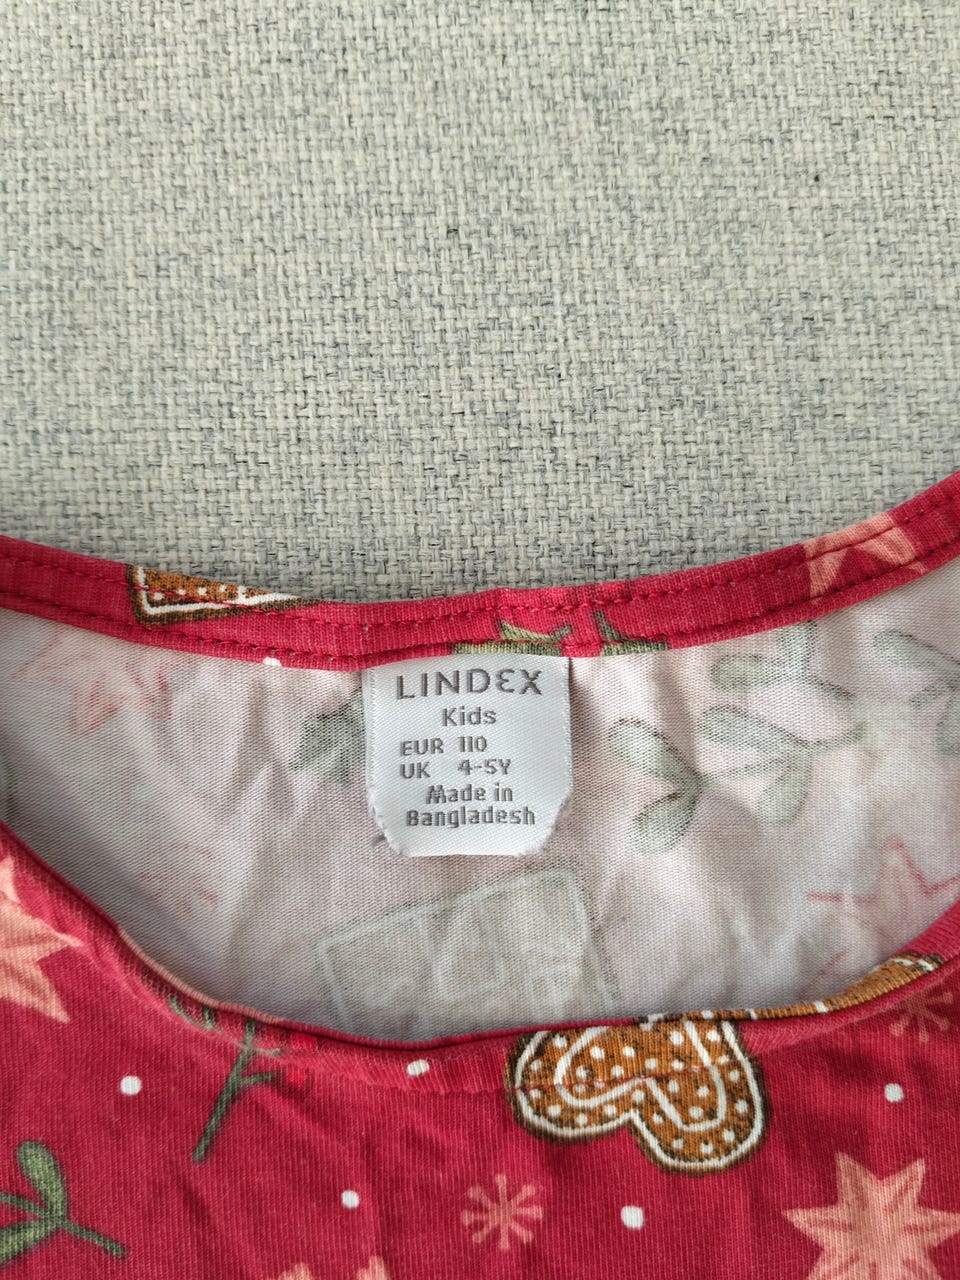 LINDEX
Kids
EUR 110
UK 4-5Y
Made in
Bangladesh